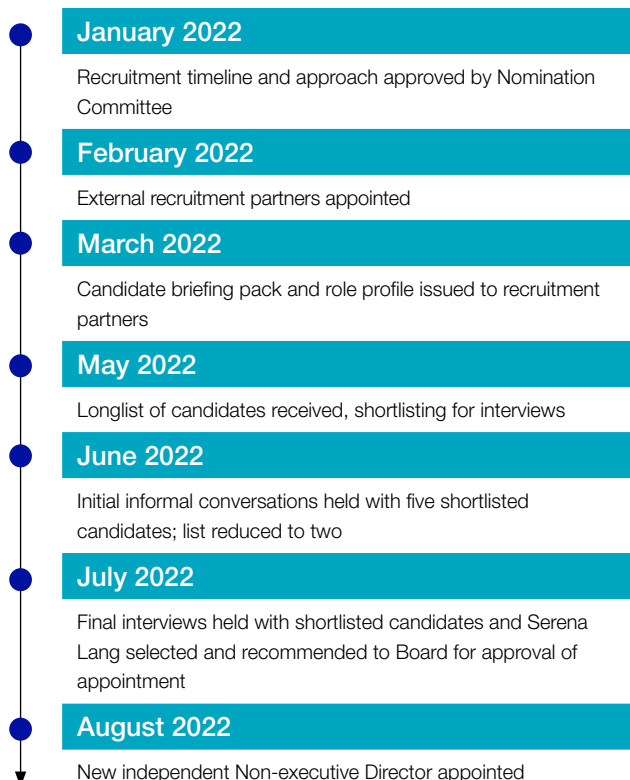 January 2022
Recruitment timeline and approach approved by Nomination
Committee
February 2022
External recruitment partners appointed
March 2022
Candidate briefing pack and role profile issued to recruitment
partners
May 2022
Longlist of candidates received, shortlisting for interviews
June 2022
Initial informal conversations held with five shortlisted
candidates; list reduced to two
July 2022
Final interviews held with shortlisted candidates and Serena
Lang selected and recommended to Board for approval of
appointment
August 2022
New independent Non-executive Director appointed